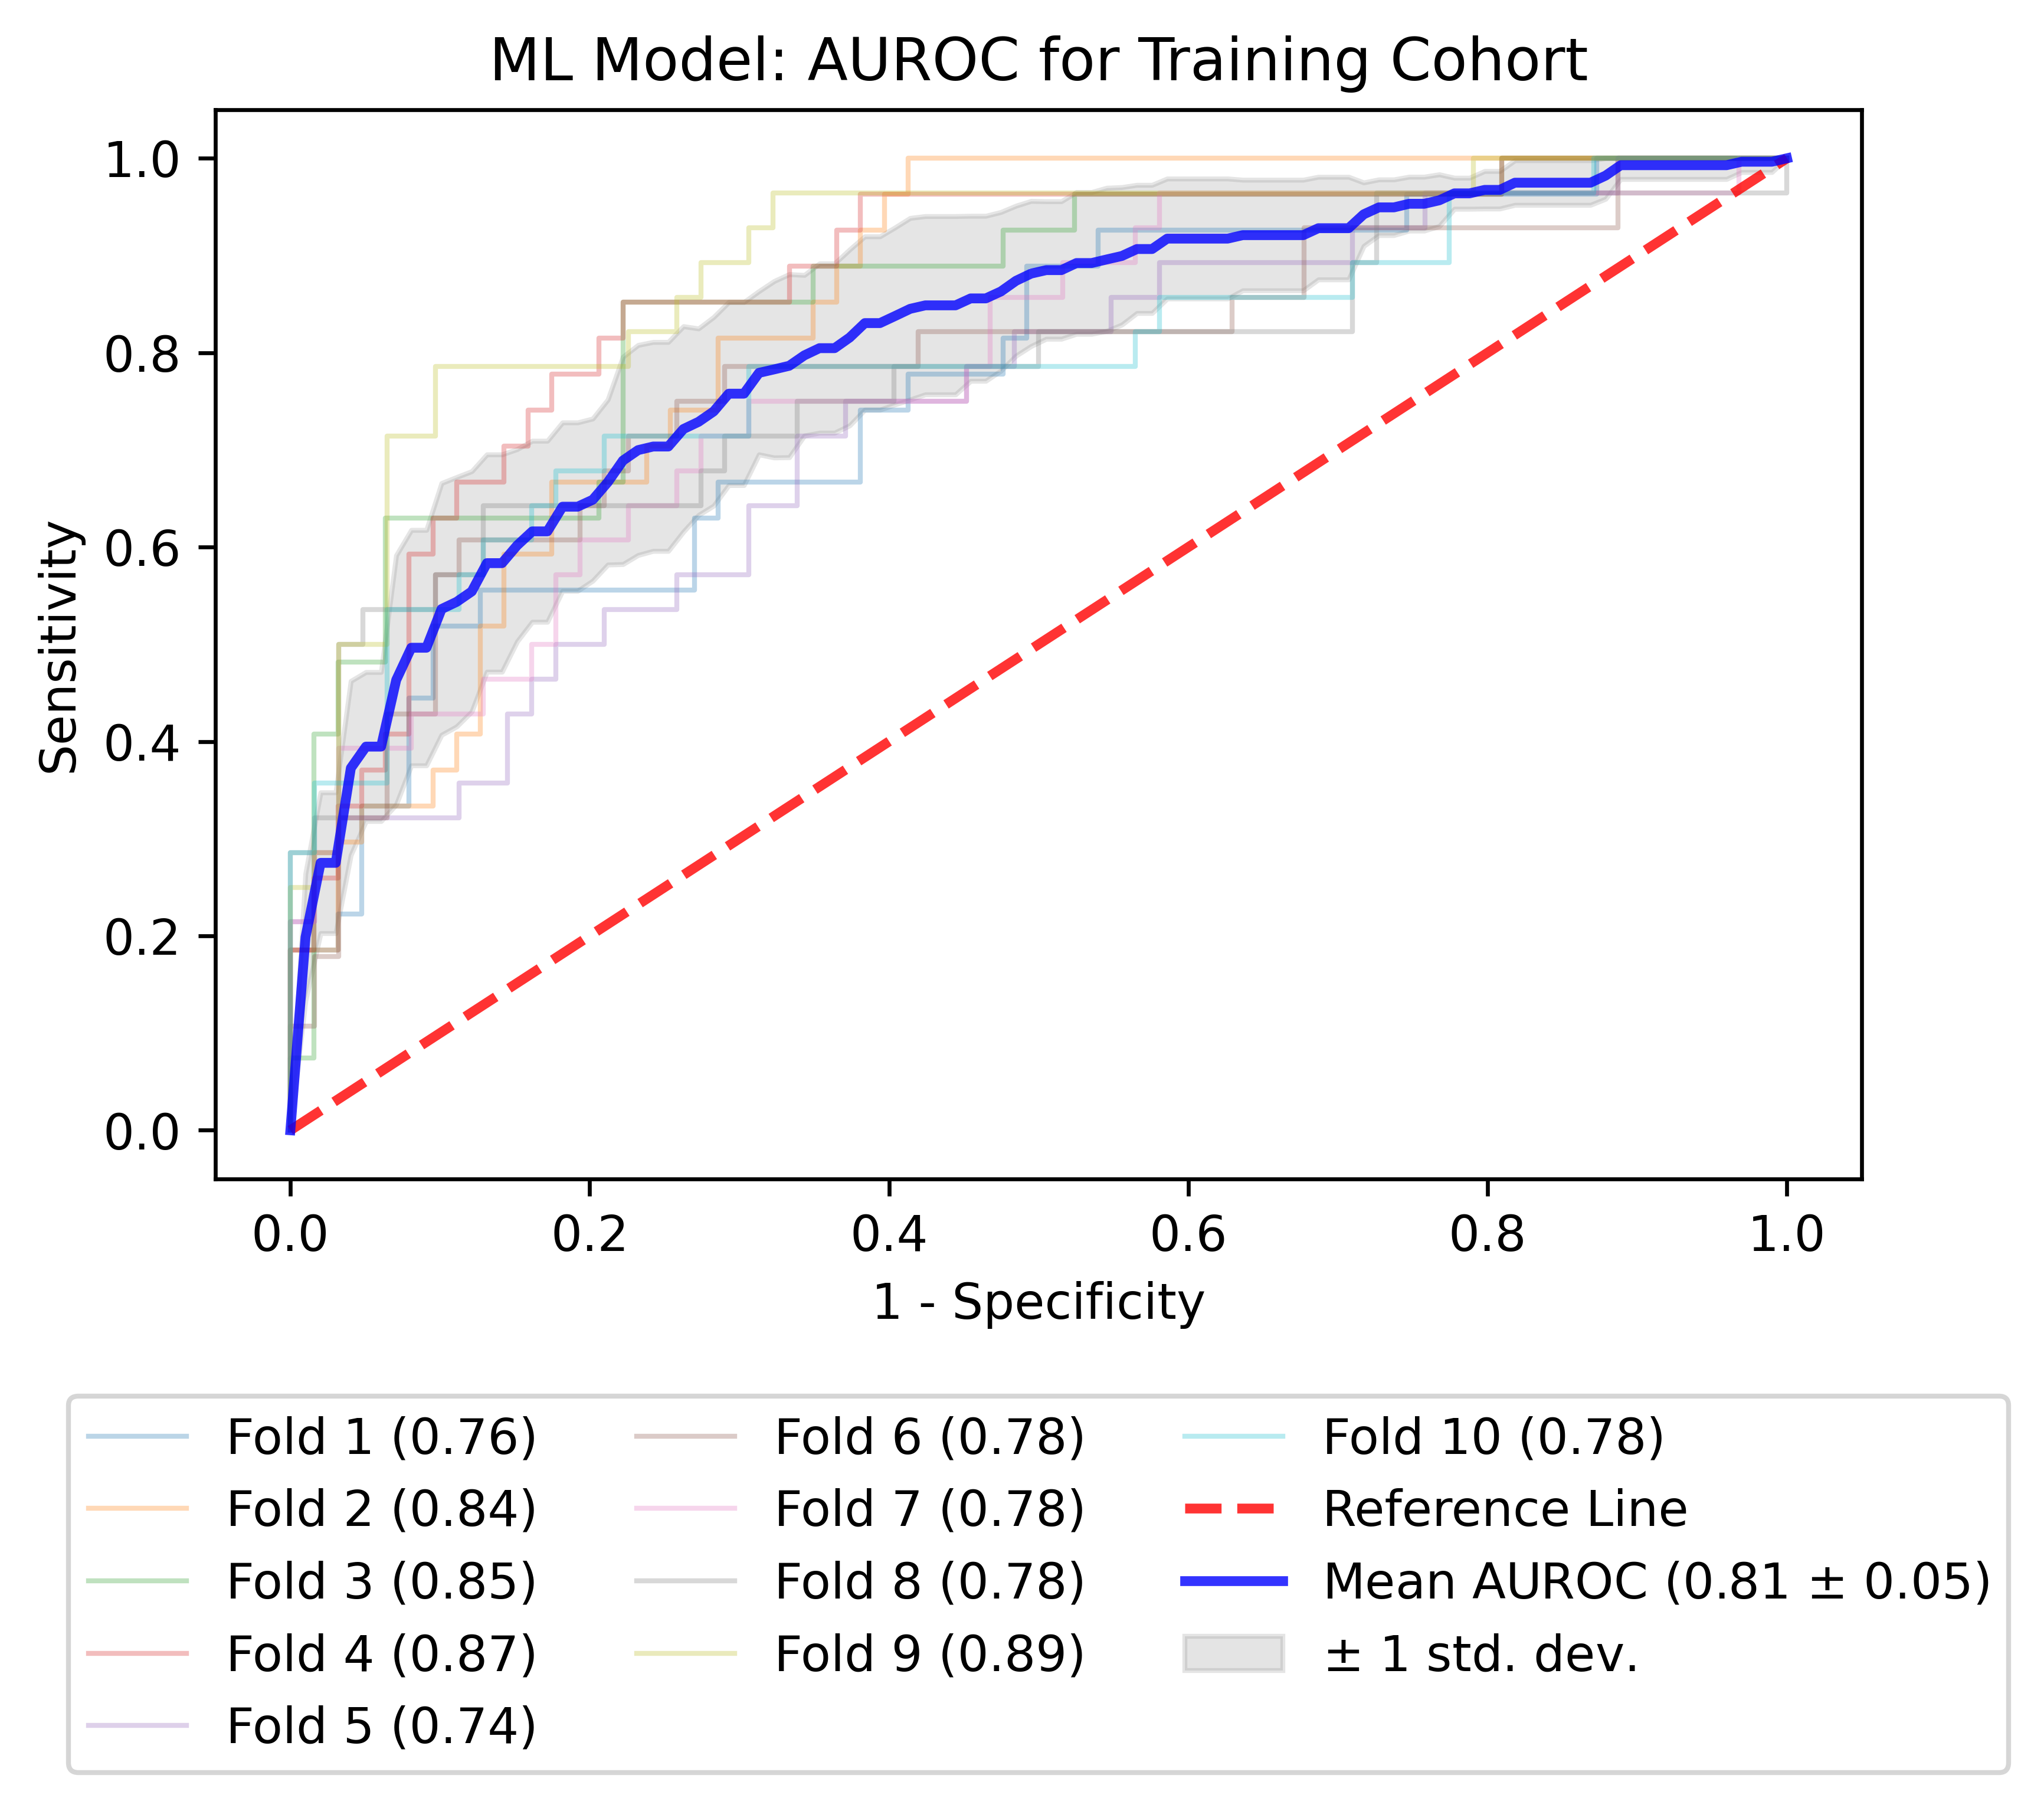 ML Model: AUROC for Training Cohort
1.0
0.8
0.6
0.4
0.2
0.0
Sensitivity
0.0 0.2 0.4 0.6 0.8 1.0
1 - Specificity
Fold 1 (0.76)
Fold 2 (0.84)
Fold 3 (0.85)
Fold 4 (0.87)
Fold 5 (0.74)
Fold 6 (0.78)
Fold 7 (0.78)
Fold 8 (0.78)
Fold 9 (0.89)
Fold 10 (0.78)
Reference Line
Mean AUROC (0.81 ± 0.05)
± 1 std. dev.